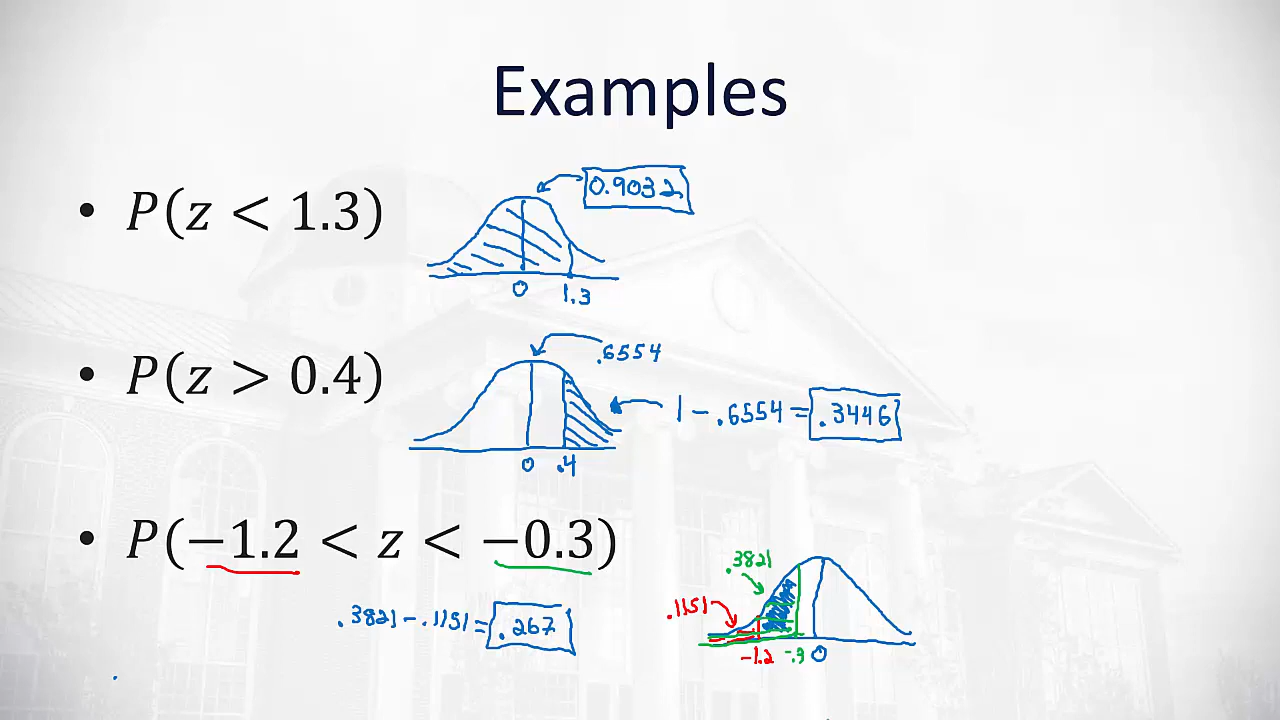 Examples
• P(z < 1.3)
0.9032
0 1.3
• P(z > 0.4)
.6554
1 - .6554 = .3446
0 .4
• P(−1.2 < z < −0.3)
.3821
.1151
.3821 - .1151 = .267
-1.2 -.3 0